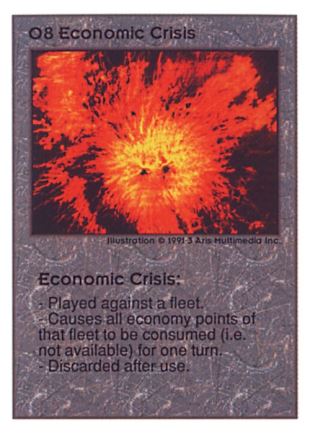 O8 Economic Crisis
Illustration © 1991-3 Aris Multimedia Inc.
Economic Crisis:
- Played against a fleet.
- Causes all economy points of
that fleet to be consumed (i.e.
not available) for one turn.
- Discarded after use.